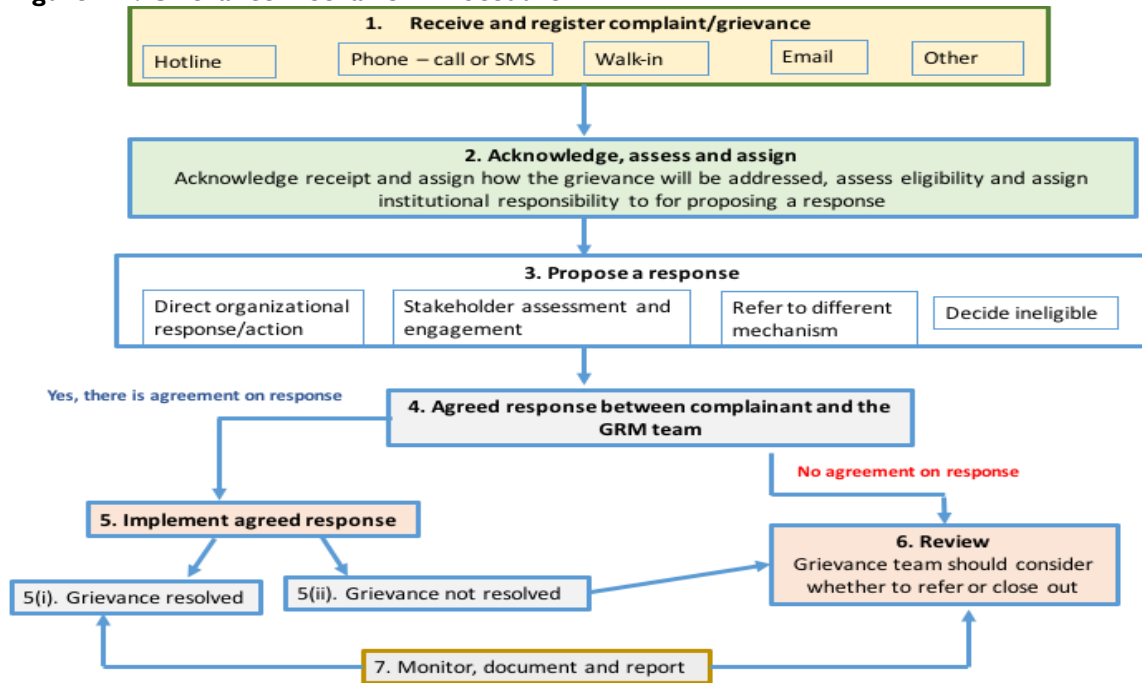 1. Receive and register complaint/grievance
Hotline
Phone – call or SMS
Walk-in
Email
Other
2. Acknowledge, assess and assign
Acknowledge receipt and assign how the grievance will be addressed, assess eligibility and assign
institutional responsibility to for proposing a response
3. Propose a response
Direct organizational
response/action
Stakeholder assessment and
engagement
Refer to different
mechanism
Decide ineligible
Yes, there is agreement on response
4. Agreed response between complainant and the
GRM team
No agreement on response
5. Implement agreed response
6. Review
Grievance team should consider
whether to refer or close out
5(i). Grievance resolved
5(ii). Grievance not resolved
7. Monitor, document and report